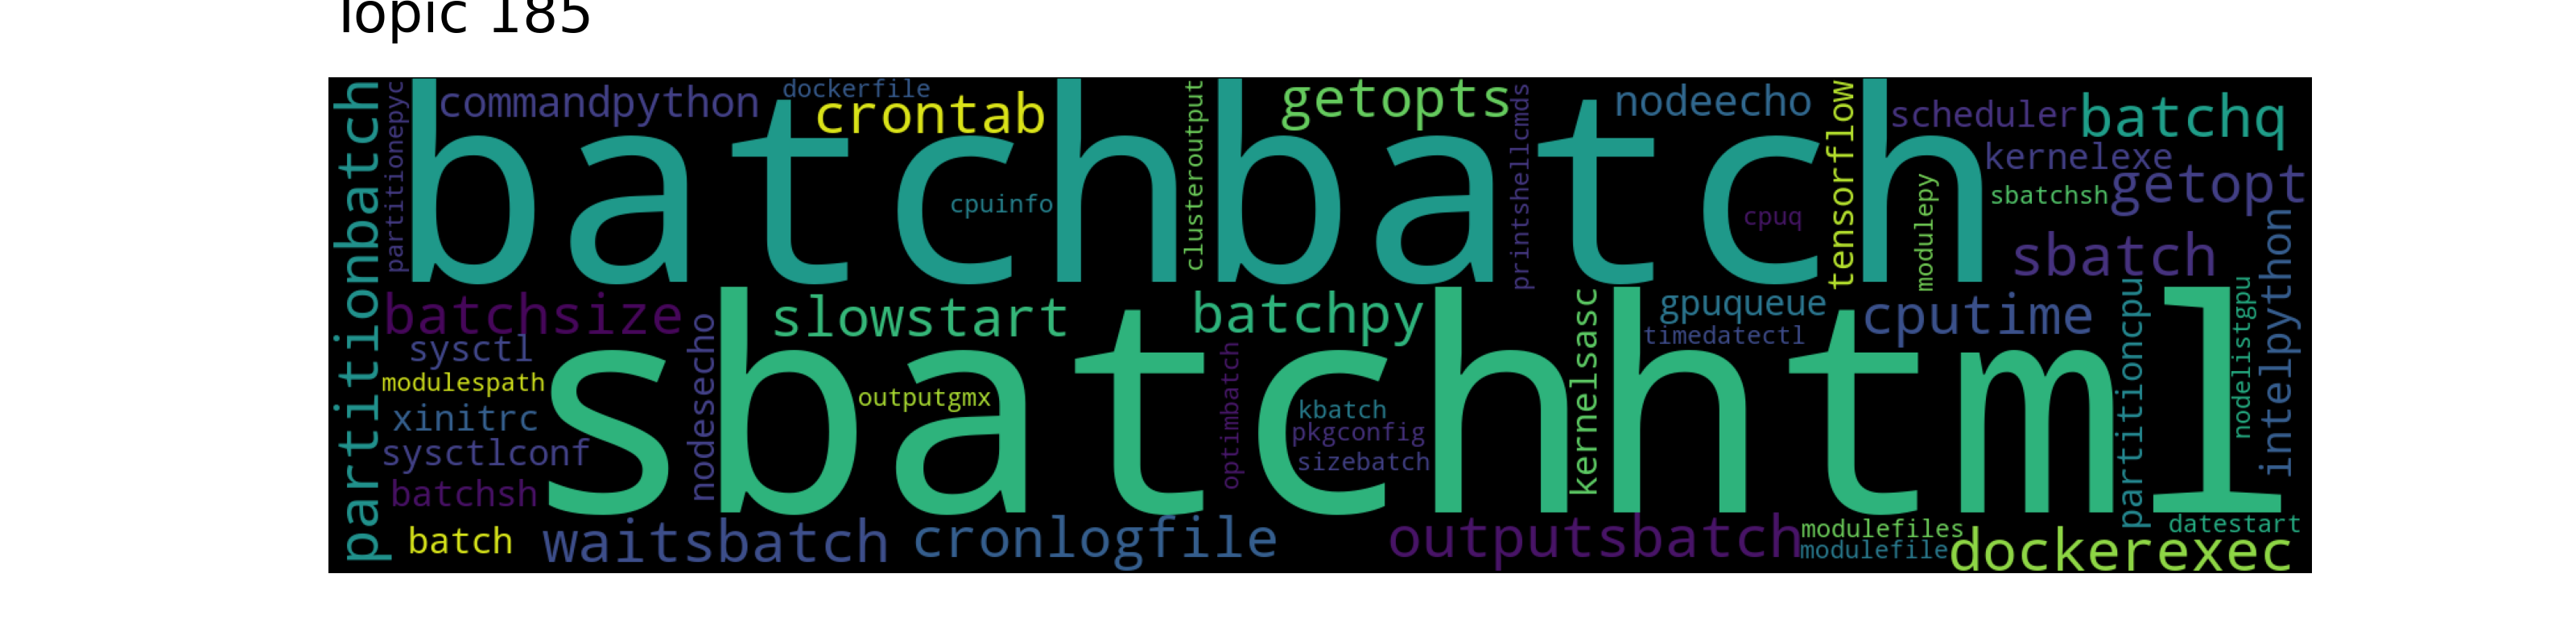 Topic 185
partitionbatch
partitionepyc
commandpython
dockerfile
crontab
batchbatch
cpuinfo
clusteroutput
getopts
printshellcmds
nodeecho
cpuq
tensorflow
modulepy
scheduler
batchq
kernelexe
sbatchsh
getopt
sbatch
intelpython
batchsize
slowstart
batchpy
gpuqueue
timedatectl
cputime
partitioncpu
nodelistgpu
sysctl
modulespath
xinitrc
sysctlconf
batchsh
nodesecho
sbatchhtml
outputgmx
optimbatch
kbatch
pkgconfig
sizebatch
kernelsasc
batch
waitsbatch
cronlogfile
outputsbatch
modulefiles
modulefile
datestart
dockerexec